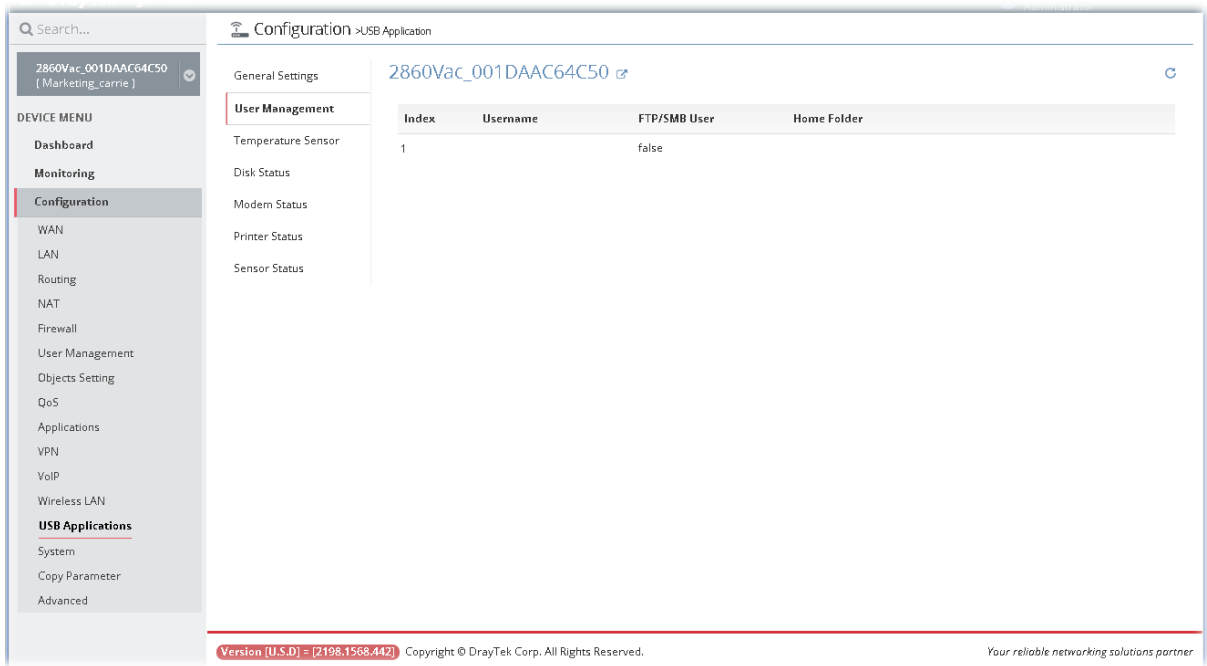 Search...
Configuration >USB Application
2860Vac_001DAAC64C50
[ Marketing_carrie ]
DEVICE MENU
Dashboard
Monitoring
Configuration
WAN
LAN
Routing
NAT
Firewall
User Management
Objects Setting
QoS
Applications
VPN
VoIP
Wireless LAN
USB Applications
System
Copy Parameter
Advanced
General Settings
User Management
Temperature Sensor
Disk Status
Modem Status
Printer Status
Sensor Status
2860Vac_001DAAC64C50
Index Username FTP/SMB User Home Folder
1 false
Version [U.S.D] = [2198.1568.442] Copyright © DrayTek Corp. All Rights Reserved. Your reliable networking solutions partner